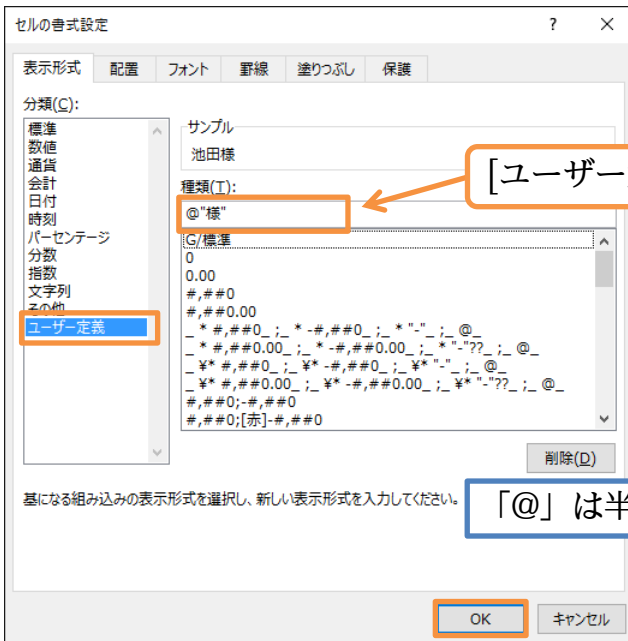 セルの書式設定
?
×
表示形式 配置 フォント 罫線 塗りつぶし 保護
分類(C):
標準
数値
通貨
会計
日付
時刻
パーセンテージ
分数
指数
文字列
その他
ユーザー定義
サンプル
池田様
種類(T):
[ユーザー
@"様"
G/標準
0
0.00
#,##0
#,##0.00
_ * #,##0_ ;_ * -#,##0_ ;_ * "-"_ ;_ @_
_ * #,##0.00_ ;_ * -#,##0.00_ ;_ * "-"??_ ;_ @_
_ ¥* #,##0_ ;_ ¥* -#,##0_ ;_ ¥* "-"_ ;_ @_
_ ¥* #,##0.00_ ;_ ¥* -#,##0.00_ ;_ ¥* "-"??_ ;_ @_
#,##0;-#,##0
#,##0;[赤]-#,##0
削除(D)
基になる組み込みの表示形式を選択し、新しい表示形式を入力してください。
「@」は半
OK
キャンセル